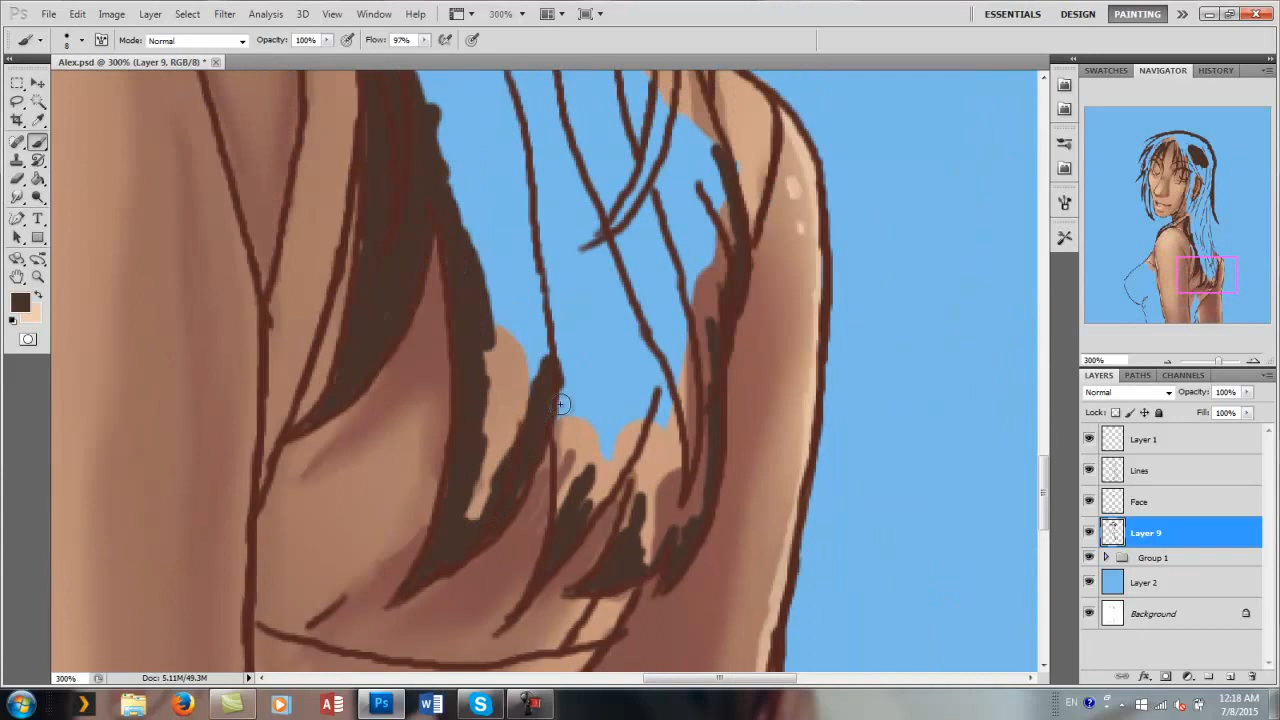 Ps File Edit Image Layer Select Filter Analysis 3D View Window Help 300% ESSENTIALS DESIGN PAINTING
8 Mode: Normal Opacity: 100% Flow: 97%
Alex.psd @ 300% (Layer 9, RGB/8) *
SWATCHES NAVIGATOR HISTORY
300%
LAYERS PATHS CHANNELS
Normal Opacity: 100%
Lock: Fill: 100%
Layer 1
Lines
Face
Layer 9
Group 1
Layer 2
Background
300% Doc: 5.11M/49.3M
EN 12:18 AM
7/8/2015